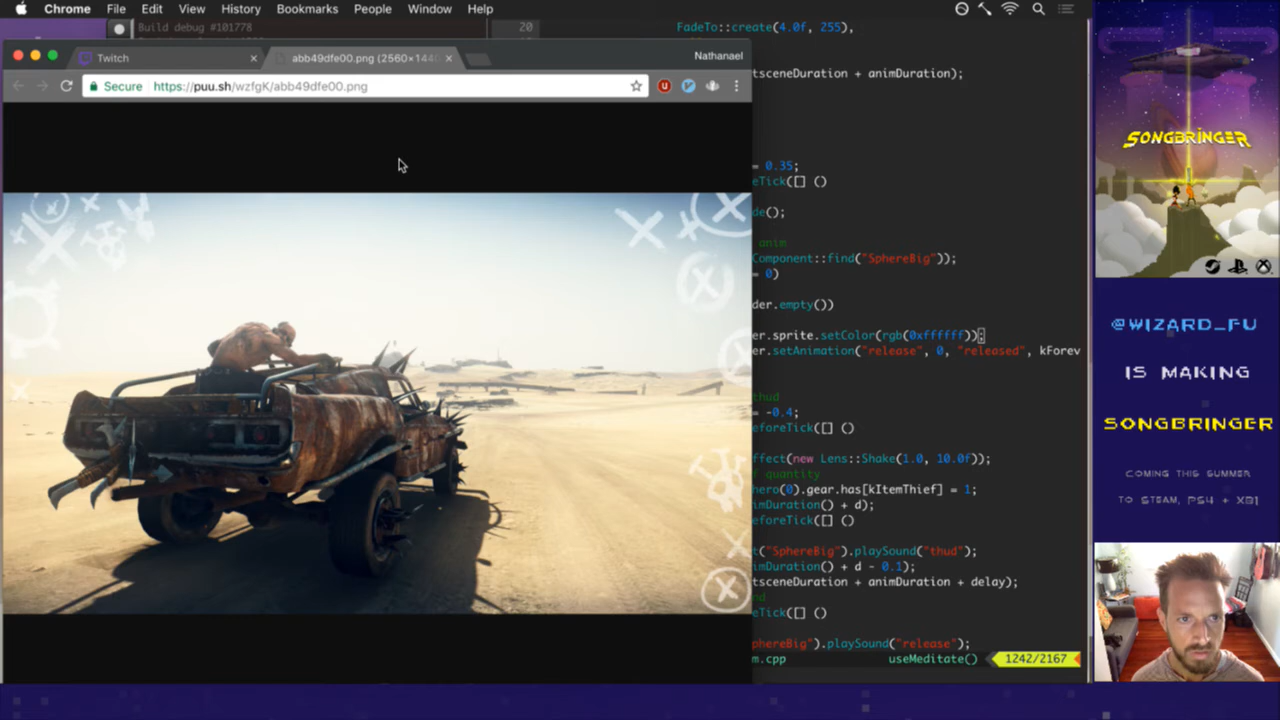 Chrome File Edit View History Bookmarks People Window Help
Build debug #101778
20
FadeTo::create(4.0f, 255),
Twitch
abb49dfe00.png (2560×1440
Nathanael
Secure https://puu.sh/wzfgK/abb49dfe00.png
tsceneDuration + animDuration);
= 0.35;
eTick([] ()
de();
anim
Component::find("SphereBig"));
= 0)
der.empty())
er.sprite.setColor(rgb(0xffffff));
er.setAnimation("release", 0, "released", kForev
thud
= -0.4;
eforeTick([] ()
ffect(new Lens::Shake(1.0, 10.0f));
quantity
hero(0).gear.has[kItemThief] = 1;
imDuration() + d);
eforeTick([] ()
t("SphereBig").playSound("thud");
imDuration() + d - 0.1);
tsceneDuration + animDuration + delay);
nd
eTick([] ()
phereBig").playSound("release");
m.cpp useMeditate() 1242/2167
SONGBRINGER
@WIZARD_FU
IS MAKING
SONGBRINGER
COMING THIS SUMMER
TO STEAM, PS4 + XB1